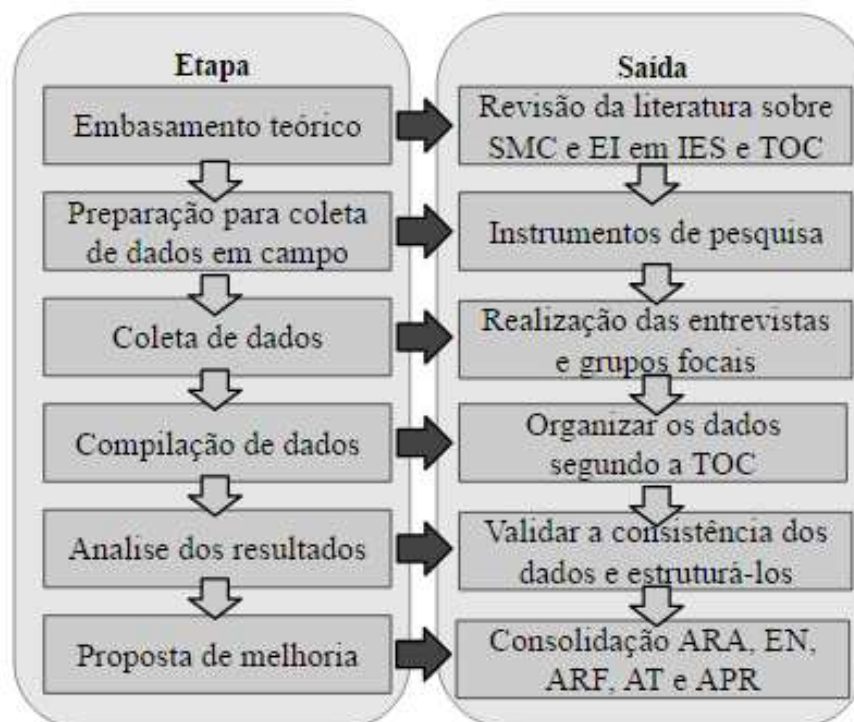 Etapa
Embasamento teórico
Preparação para coleta
de dados em campo
Coleta de dados
Compilação de dados
Analise dos resultados
Proposta de melhoria
Saída
Revisão da literatura sobre
SMC e EI em IES e TOC
Instrumentos de pesquisa
Realização das entrevistas
e grupos focais
Organizar os dados
segundo a TOC
Validar a consistência dos
dados e estruturá-los
Consolidação ARA, EN,
ARF, AT e APR